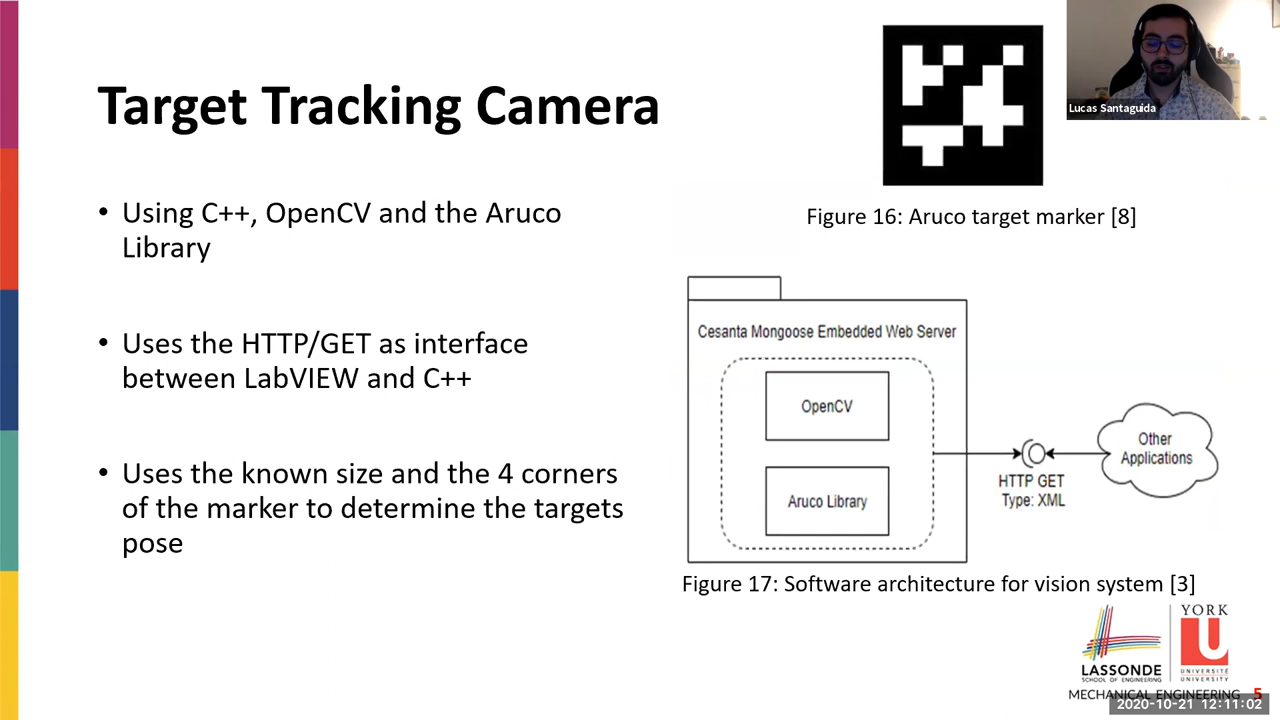 Target Tracking Camera
• Using C++, OpenCV and the Aruco
Library
• Uses the HTTP/GET as interface
between LabVIEW and C++
• Uses the known size and the 4 corners
of the marker to determine the targets
pose
Lucas Santaguida
Figure 16: Aruco target marker [8]
Cesanta Mongoose Embedded Web Server
OpenCV
Aruco Library
HTTP GET
Type: XML
Other
Applications
Figure 17: Software architecture for vision system [3]
LASSONDE
SCHOOL OF ENGINEERING
YORK
U
UNIVERSITÉ
UNIVERSITY
MECHANICAL ENGINEERING 5
2020-10-21 12:11:02